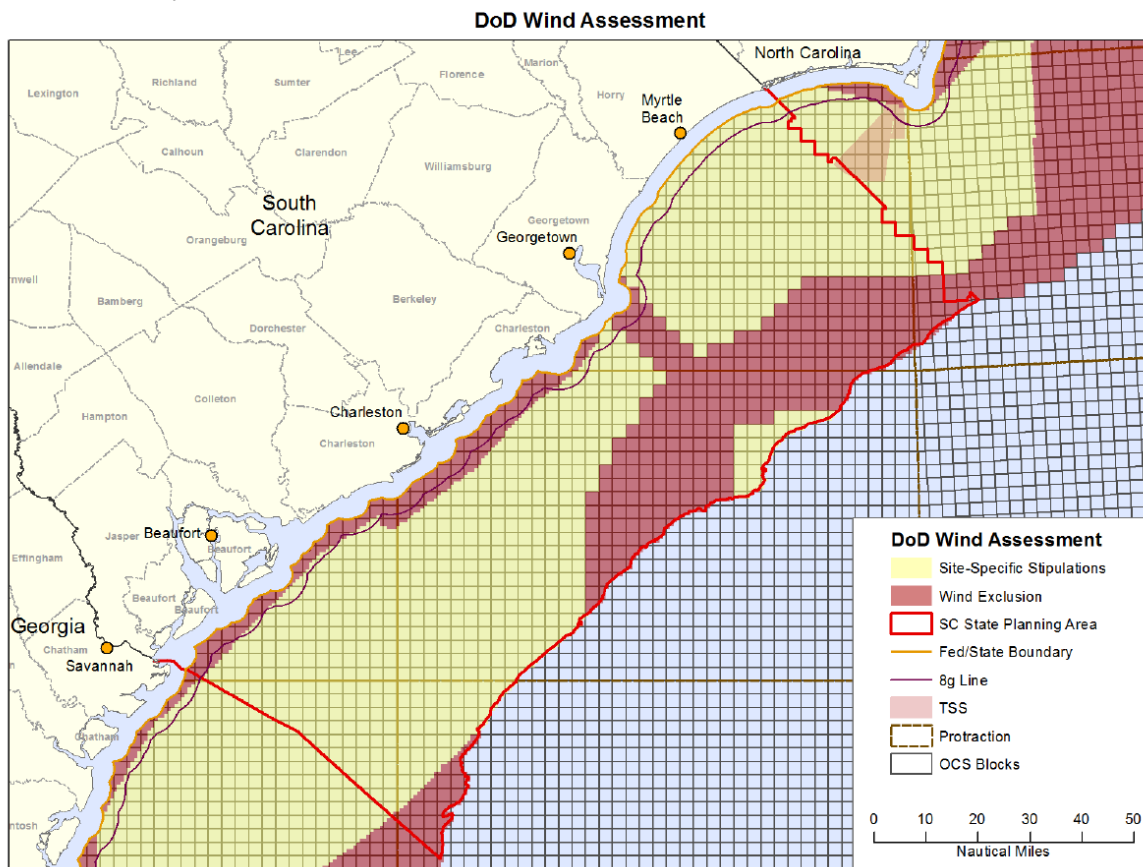 DoD Wind Assessment
North Carolina
Lee
Marion
Richland
Sumter
Florence
Horry
Lexington
Myrtle
Beach
Calhoun
Clarendon
Williamsburg
South
Carolina
Georgetown
Orangeburg
Georgetown
Bamberg
Berkeley
Dorchester
Charleston
Allendale
Colleton
Hampton
Charleston
Charleston
Jasper
Beaufort
Effingham
Beaufort
Beaufort
Beaufort
Georgia
Chatham
Savannah
Chatham
DoD Wind Assessment
Site-Specific Stipulations
Wind Exclusion
SC State Planning Area
Fed/State Boundary
8g Line
TSS
Protraction
OCS Blocks
0 10 20 30 40 50
Nautical Miles